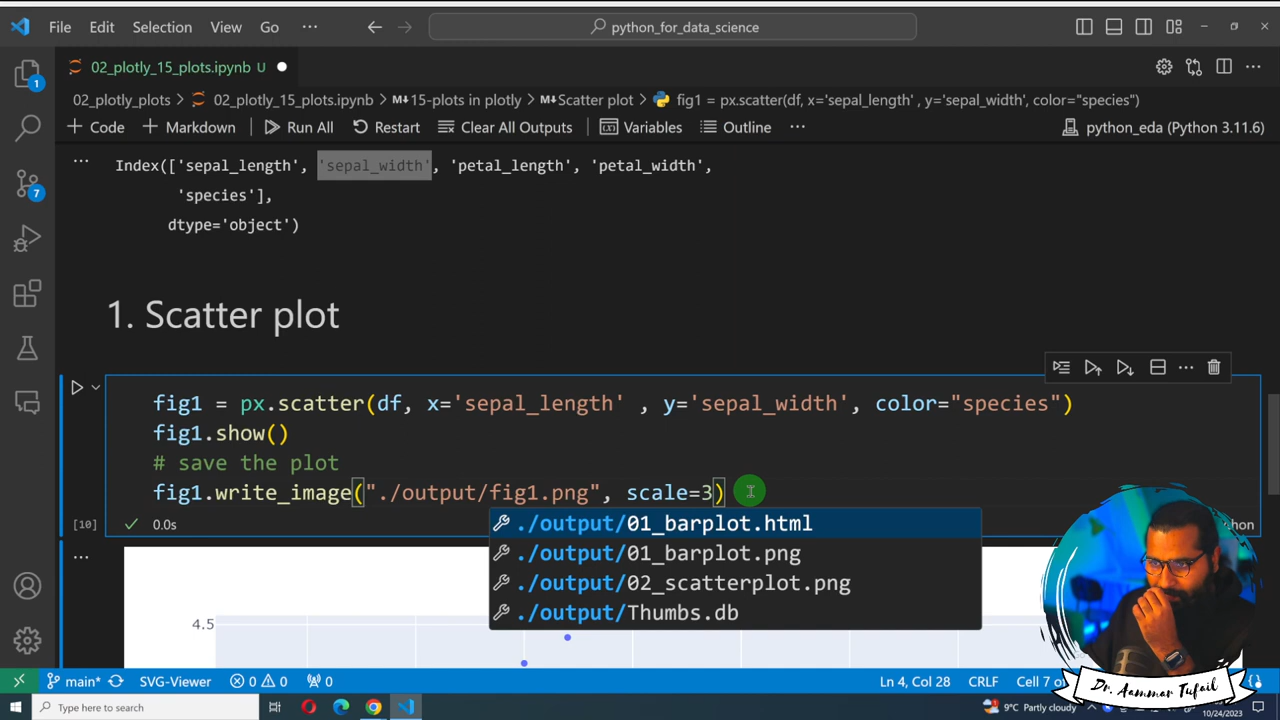 File Edit Selection View Go ··· python_for_data_science
02_plotly_15_plots.ipynb U
02_plotly_plots > 02_plotly_15_plots.ipynb > 15-plots in plotly > Scatter plot > fig1 = px.scatter(df, x='sepal_length' , y='sepal_width', color="species")
+ Code + Markdown Run All Restart Clear All Outputs Variables Outline ··· python_eda (Python 3.11.6)
1
7
··· Index(['sepal_length', 'sepal_width', 'petal_length', 'petal_width',
'species'],
dtype='object')
1. Scatter plot
fig1 = px.scatter(df, x='sepal_length' , y='sepal_width', color="species")
fig1.show()
# save the plot
fig1.write_image("./output/fig1.png", scale=3)
[10] 0.0s
./output/01_barplot.html
./output/01_barplot.png
./output/02_scatterplot.png
./output/Thumbs.db
4.5
Dr. Aammar Tufail
main* SVG-Viewer 0 0 0 Ln 4, Col 28 CRLF
Type here to search 9°C Partly cloudy
10/24/2023